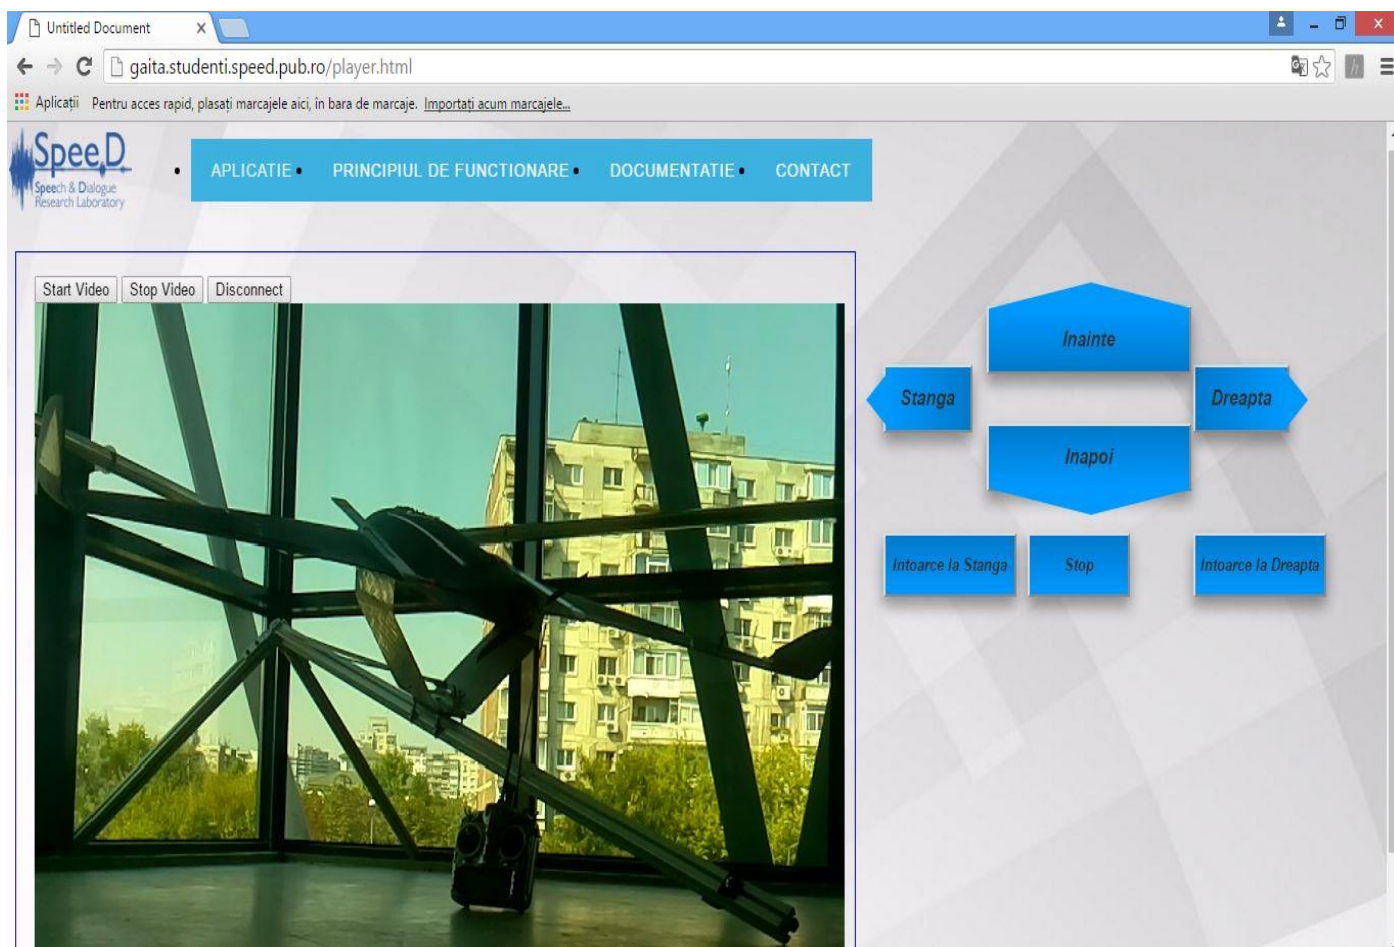 Untitled Document
gaita.studenti.speed.pub.ro/player.html
Aplicații Pentru acces rapid, plasați marcajele aici, în bara de marcaje. Importați acum marcajele...
SpeeD
Speech & Dialogue
Research Laboratory
APLICATIE PRINCIPIUL DE FUNCTIONARE DOCUMENTATIE CONTACT
Start Video Stop Video Disconnect
Inainte
Stanga
Dreapta
Inapoi
Intoarce la Stanga
Stop
Intoarce la Dreapta